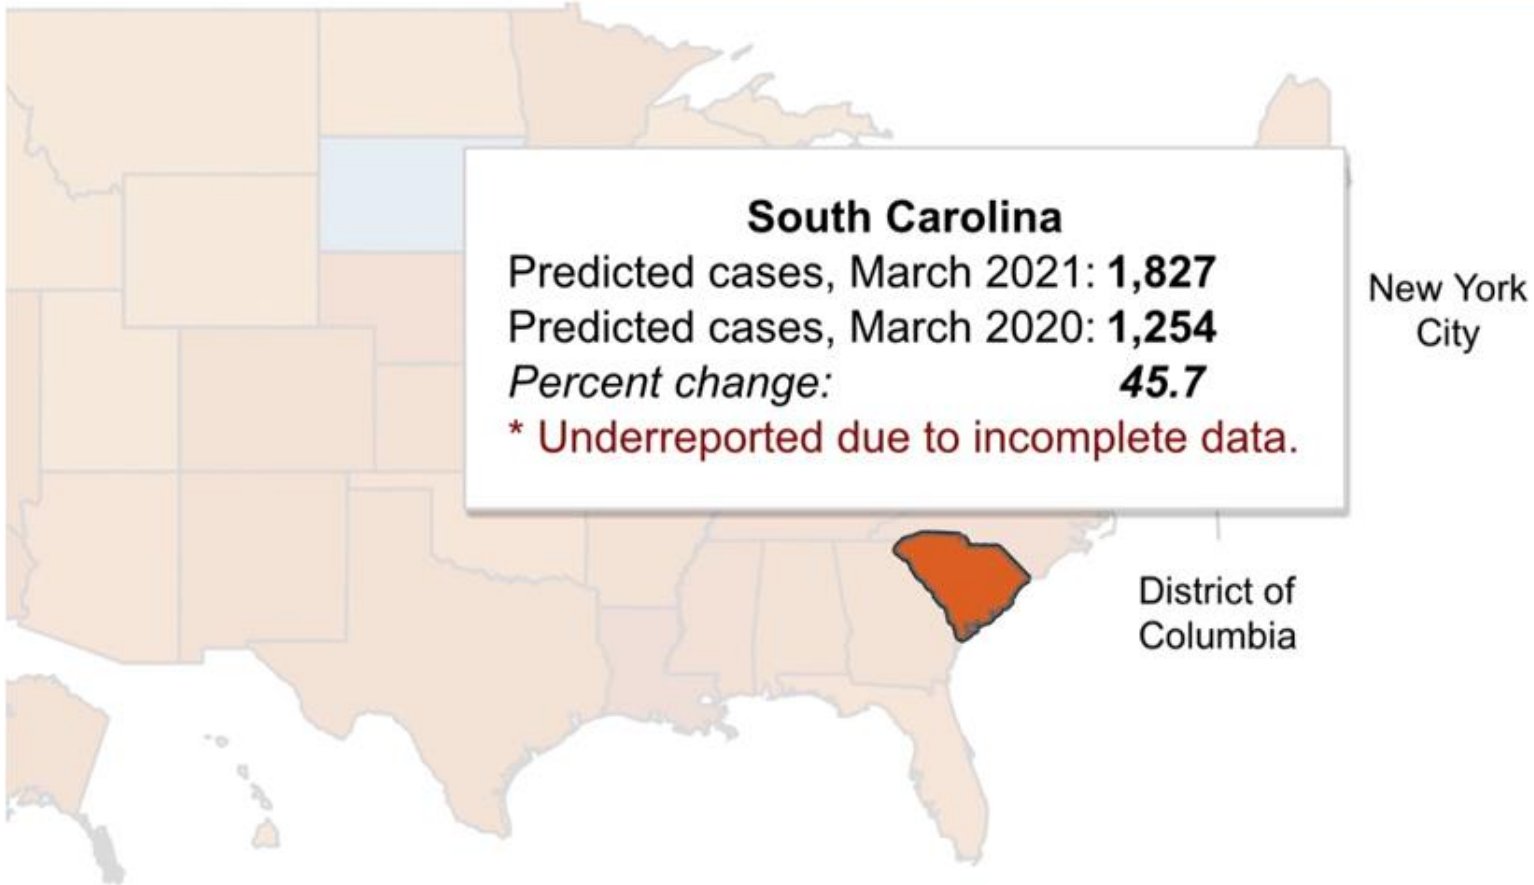 South Carolina
Predicted cases, March 2021: 1,827
Predicted cases, March 2020: 1,254
Percent change: 45.7
* Underreported due to incomplete data.
New York
City
District of
Columbia